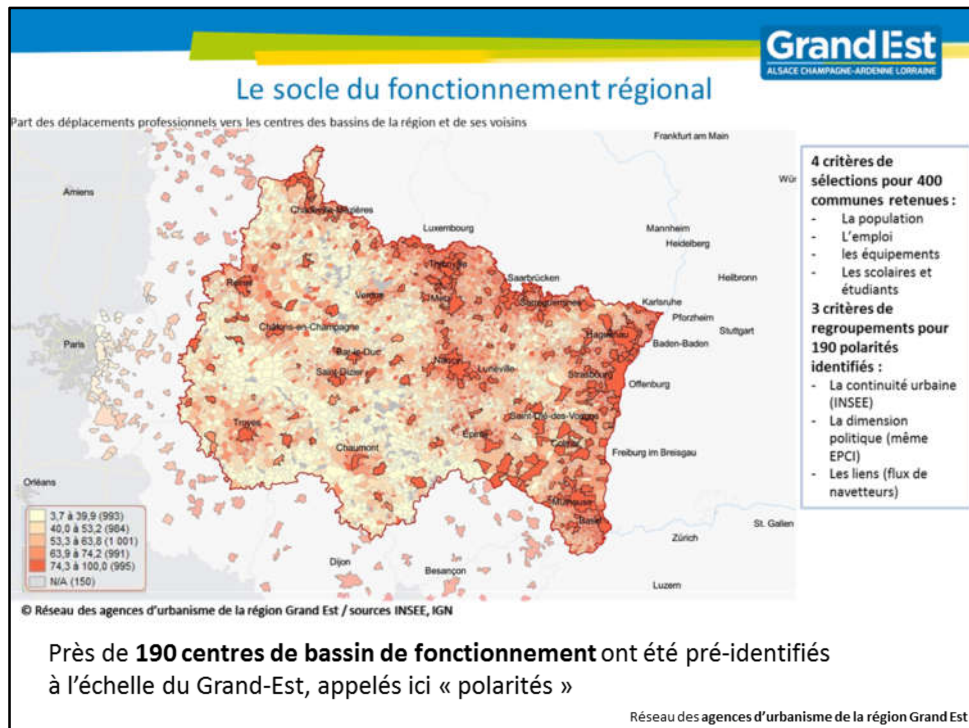 Grand Est
ALSACE CHAMPAGNE-ARDENNE LORRAINE
Le socle du fonctionnement régional
Part des déplacements professionnels vers les centres des bassins de la région et de ses voisins
Frankfurt am Main
Amiens
Charleville-Mézières
Luxembourg
Mannheim
Heidelberg
Thionville
Saarbrücken
Heilbronn
Reims
Verdun
Metz
Sarreguemines
Karlsruhe
Pforzheim
Châlons-en-Champagne
Haguenau
Stuttgart
Paris
Baden-Baden
Bar-le-Duc
Nancy
Saint-Dizier
Lunéville
Strasbourg
Offenburg
Troyes
Saint-Dié-des-Vosges
Epinal
Colmar
Chaumont
Freiburg im Breisgau
Orléans
Mulhouse
Basel
St. Gallen
Zürich
Dijon
Besançon
Luzern
3,7 à 39,9 (993)
40,0 à 53,2 (984)
53,3 à 63,8 (1 001)
63,9 à 74,2 (991)
74,3 à 100,0 (995)
N/A (150)
4 critères de
sélections pour 400
communes retenues :
- La population
- L'emploi
- les équipements
- Les scolaires et
étudiants
3 critères de
regroupements pour
190 polarités
identifiés :
- La continuité urbaine
(INSEE)
- La dimension
politique (même
EPCI)
- Les liens (flux de
navetteurs)
© Réseau des agences d'urbanisme de la région Grand Est / sources INSEE, IGN
Près de 190 centres de bassin de fonctionnement ont été pré-identifiés
à l'échelle du Grand-Est, appelés ici « polarités »
Réseau des agences d'urbanisme de la région Grand Est